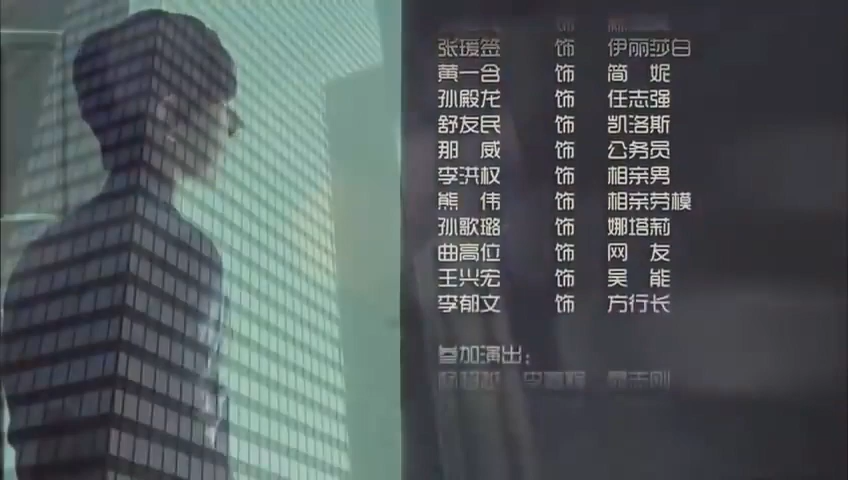 张瑗签 饰 伊丽莎白
黄一含 饰 简 妮
孙殿龙 饰 任志强
舒友民 饰 凯洛斯
那 威 饰 公务员
李洪权 饰 相亲男
熊 伟 饰 相亲劳模
孙歌璐 饰 娜塔莉
曲高位 饰 网 友
王兴宏 饰 吴 能
李郁文 饰 方行长
参加演出：